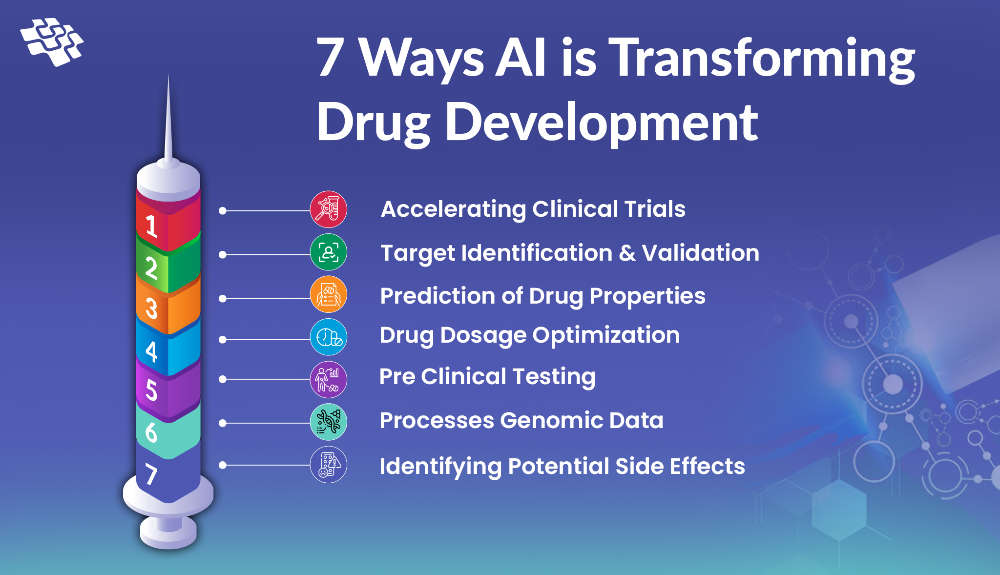 7 Ways AI is Transforming
Drug Development
1
Accelerating Clinical Trials
2
Target Identification & Validation
3
Prediction of Drug Properties
4
Drug Dosage Optimization
5
Pre Clinical Testing
6
Processes Genomic Data
7
Identifying Potential Side Effects